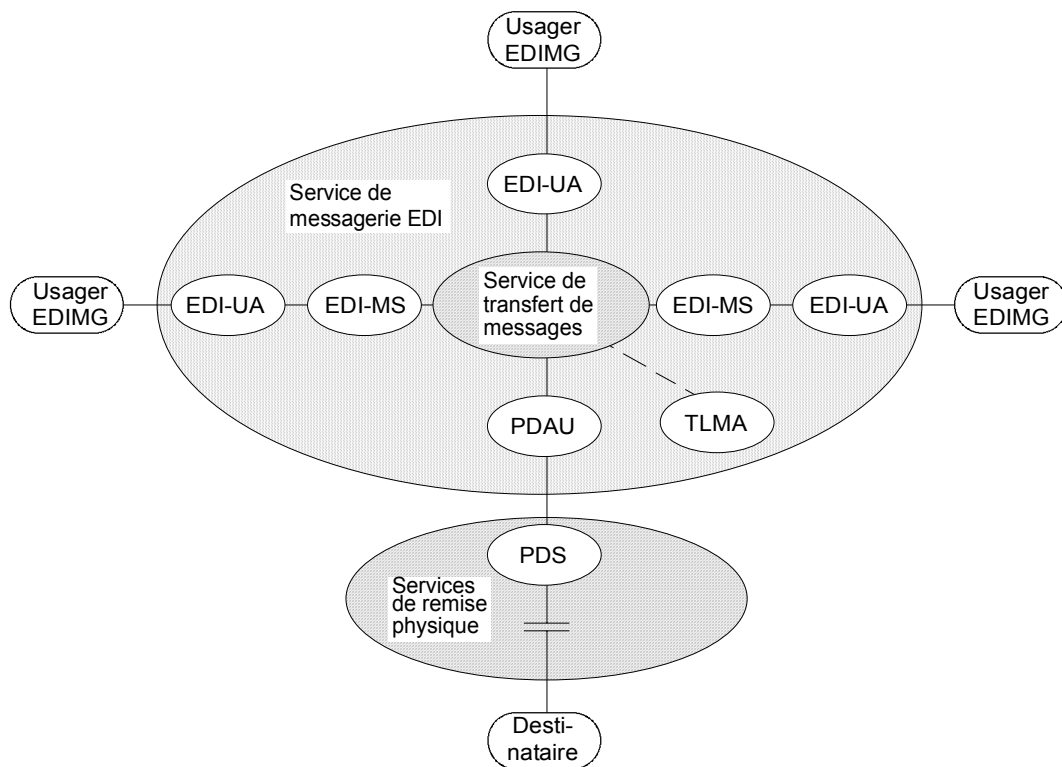 Usager
EDIMG
EDI-UA
Service de
messagerie EDI
Usager
EDIMG
EDI-UA
EDI-MS
Service de
transfert de
messages
EDI-MS
EDI-UA
Usager
EDIMG
PDAU
TLMA
PDS
Services
de remise
physique
Desti-
nataire